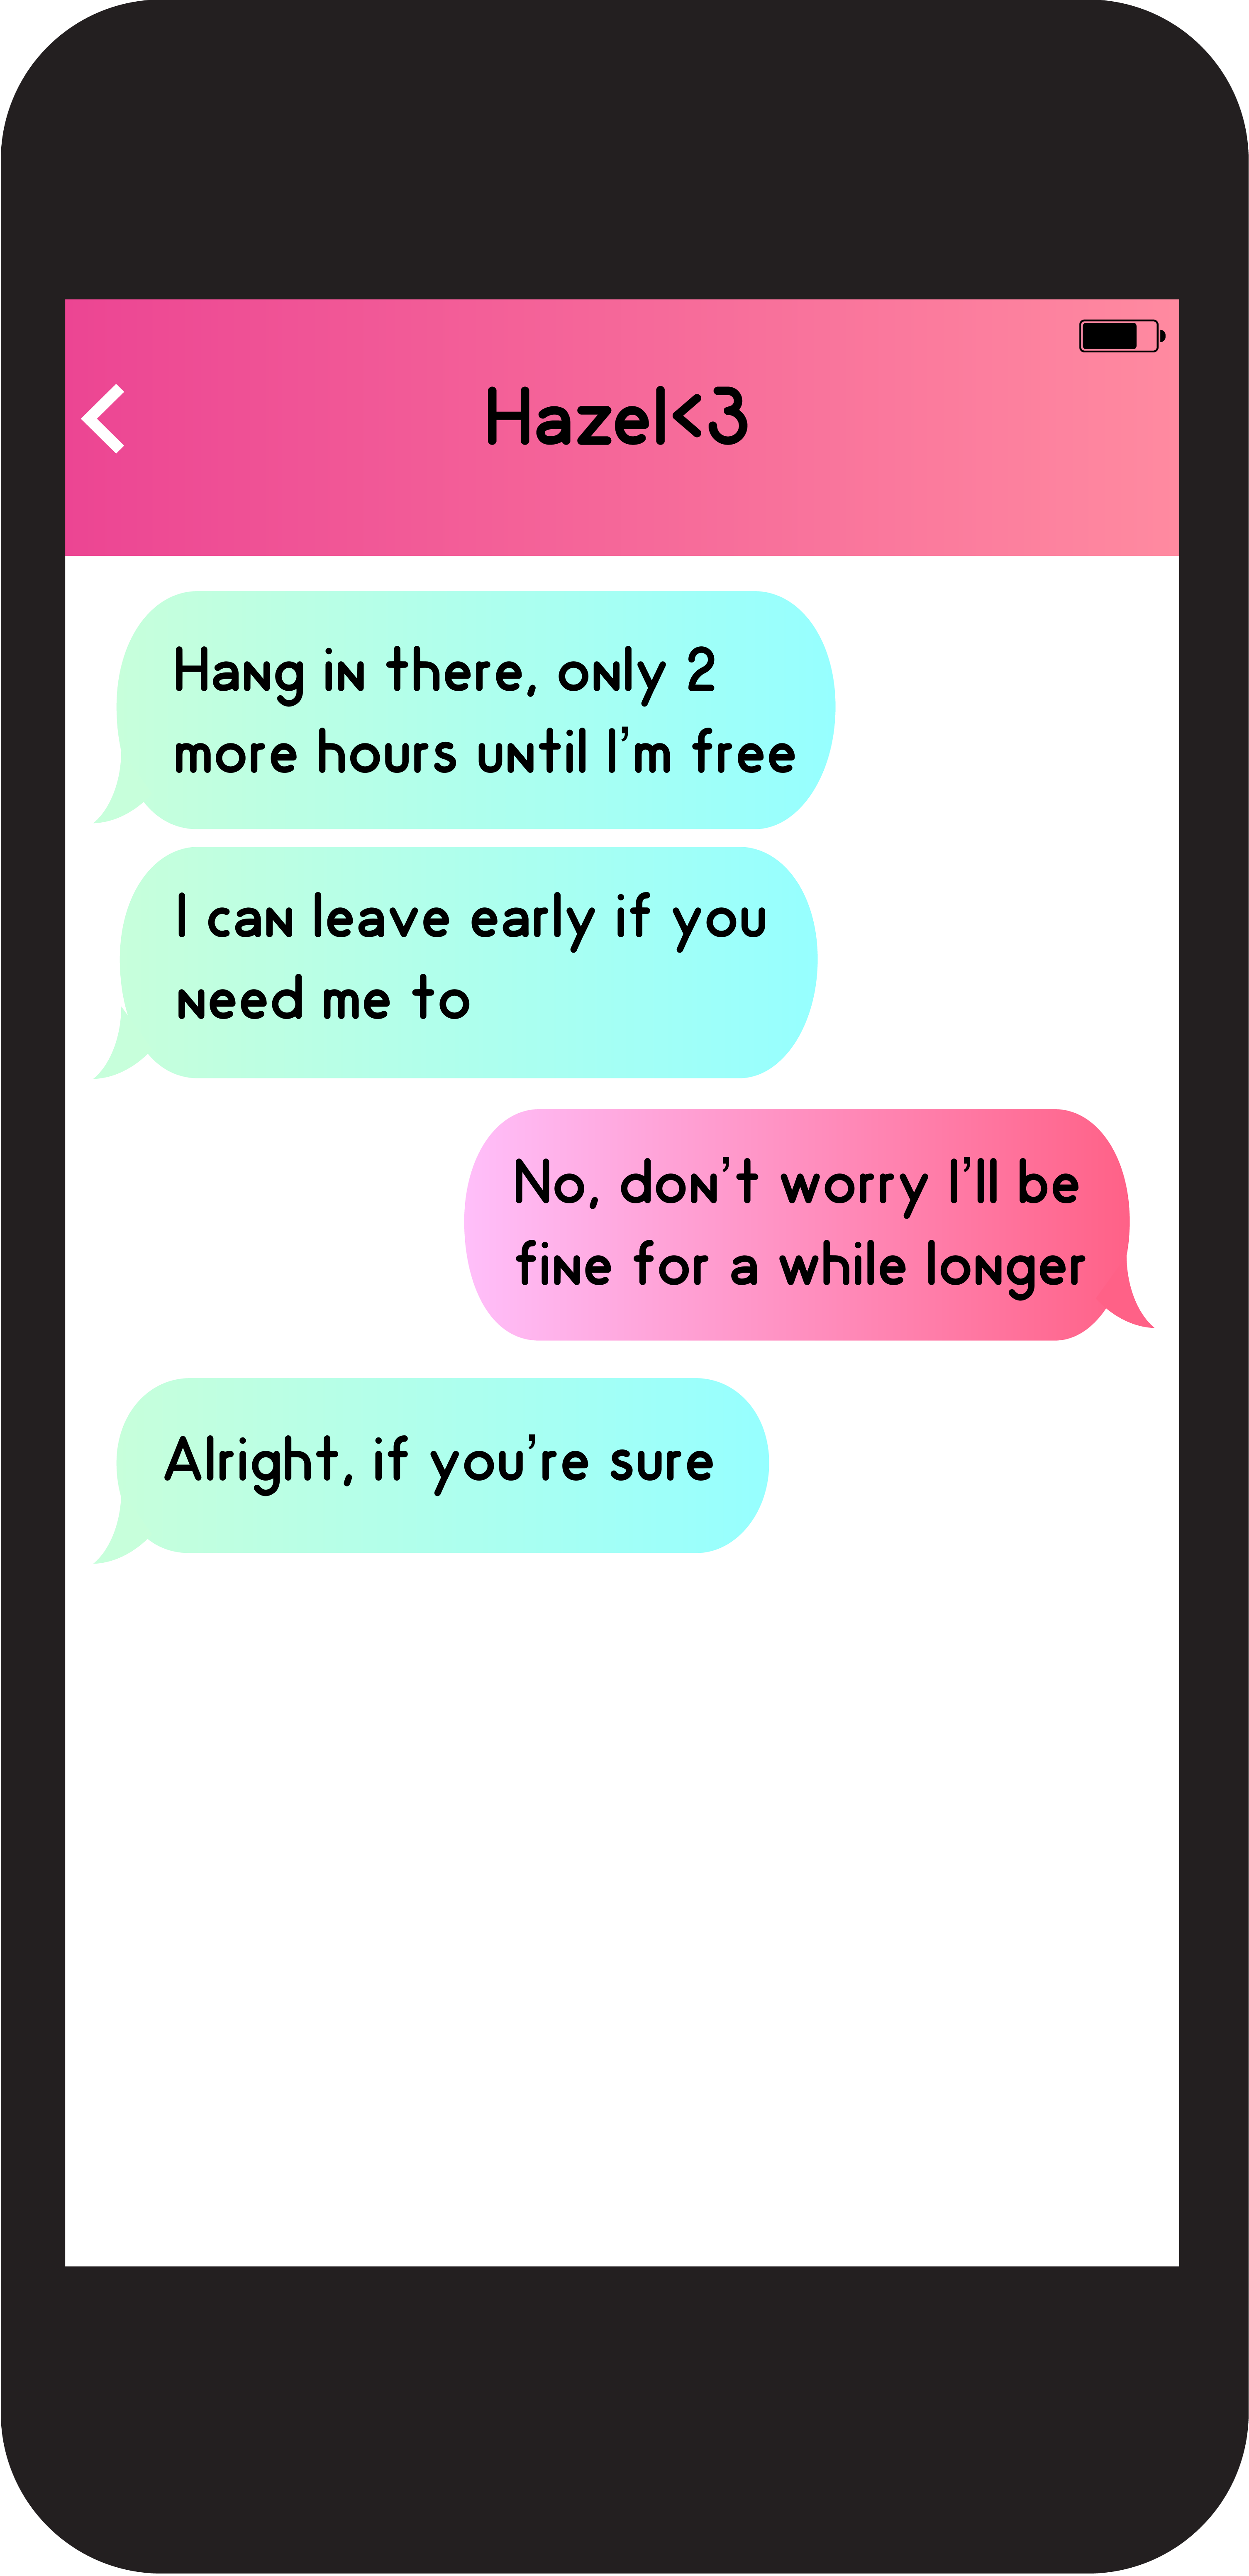 Hazel<3
Hang in there, only 2
more hours until I'm free
I can leave early if you
need me to
No, don't worry I'll be
fine for a while longer
Alright, if you're sure